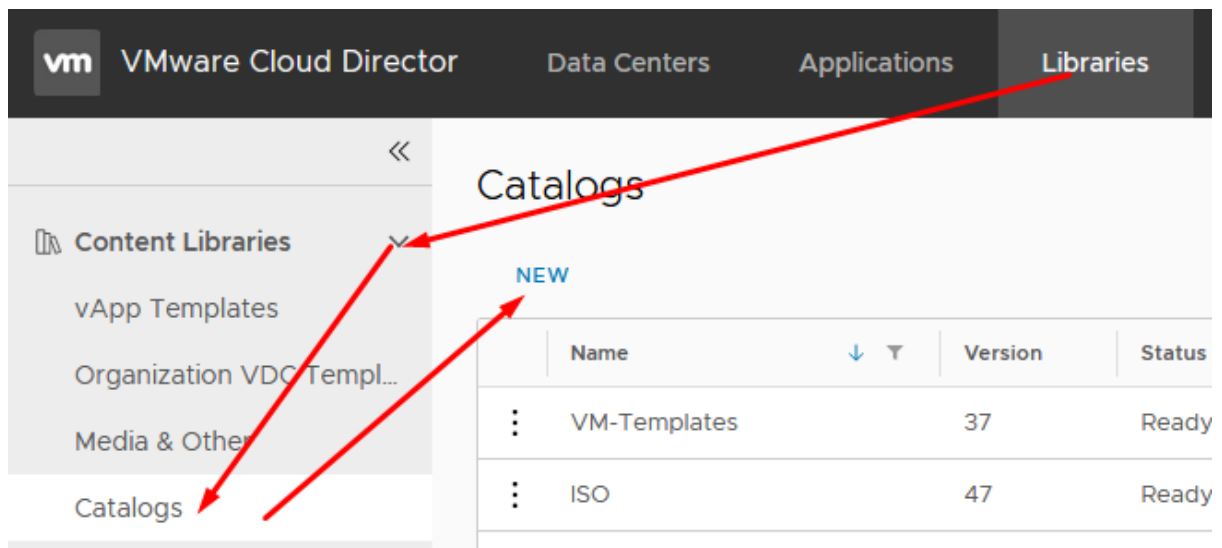 vm VMware Cloud Director Data Centers Applications Libraries
Catalogs
Content Libraries
vApp Templates
Organization VDC Templ...
Media & Other
Catalogs
NEW
Name Version Status
VM-Templates 37 Ready
ISO 47 Ready